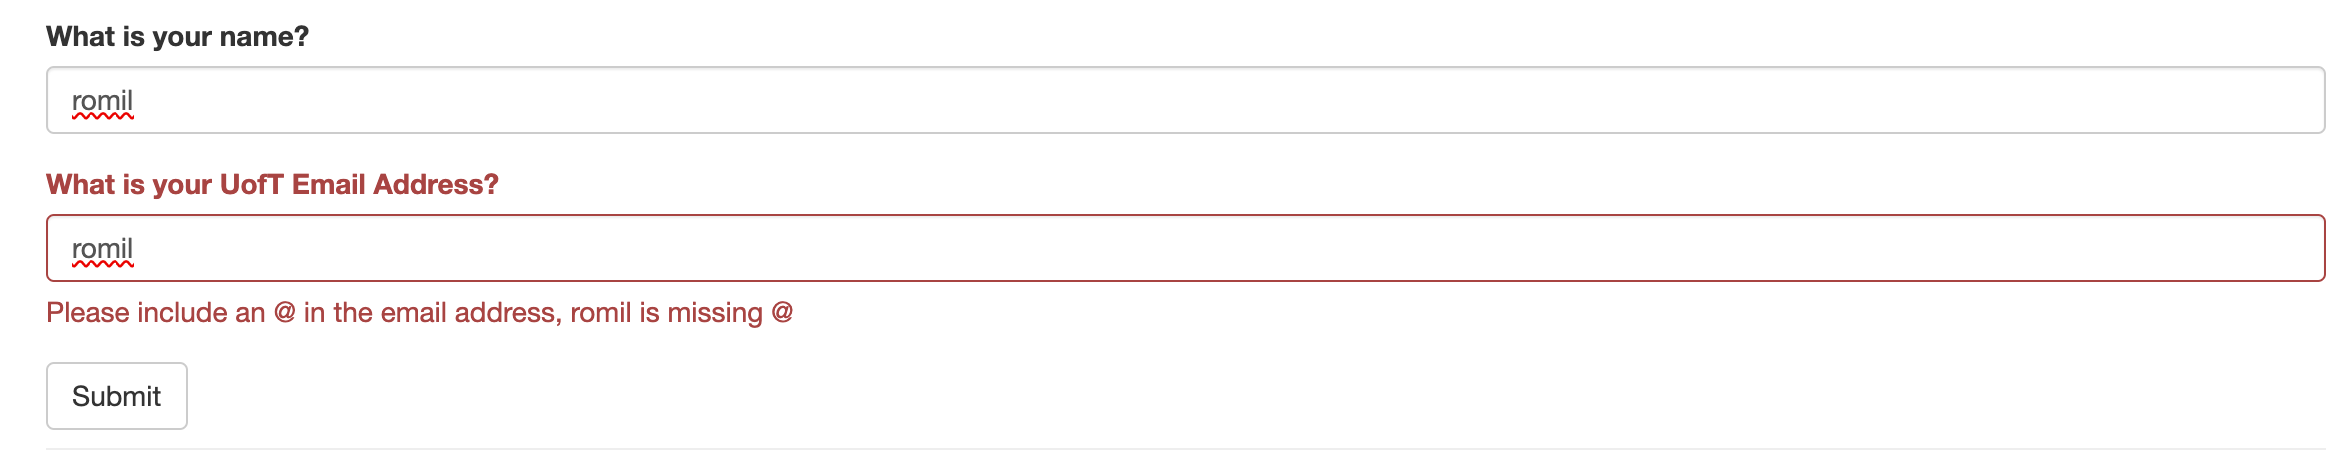 What is your name?
romil
What is your UofT Email Address?
romil
Please include an @ in the email address, romil is missing @
Submit